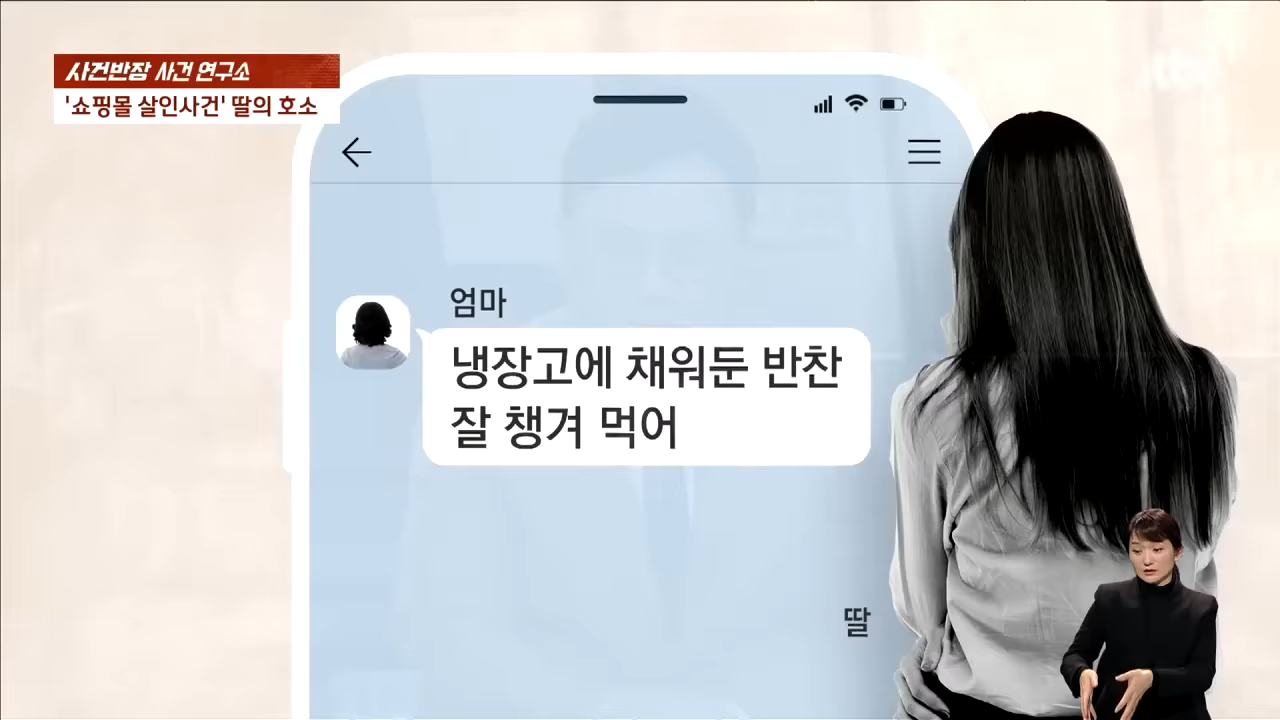 사건반장 사건 연구소
'쇼핑몰 살인사건' 딸의 호소
엄마
냉장고에 채워둔 반찬
잘 챙겨 먹어
딸